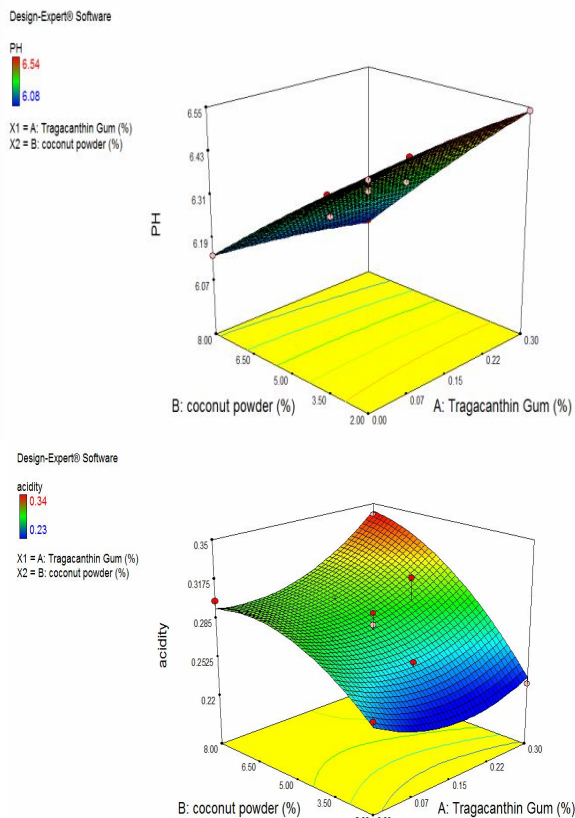 Design-Expert® Software
PH
6.54
6.08
X1 = A: Tragacanthin Gum (%)
X2 = B: coconut powder (%)
6.55
6.43
6.31
6.19
6.07
PH
8.00
6.50
5.00
3.50
2.00
0.00
0.07
0.15
0.22
0.30
B: coconut powder (%)
A: Tragacanthin Gum (%)
Design-Expert® Software
acidity
0.34
0.23
X1 = A: Tragacanthin Gum (%)
X2 = B: coconut powder (%)
0.35
0.3175
0.285
0.2525
0.22
acidity
8.00
6.50
5.00
3.50
0.07
0.15
0.22
0.30
B: coconut powder (%)
A: Tragacanthin Gum (%)